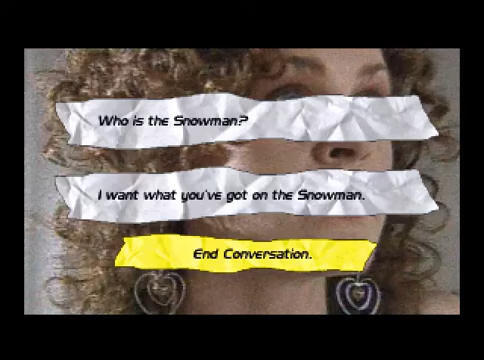 Who is the Snowman?
I want what you've got on the Snowman.
End Conversation.